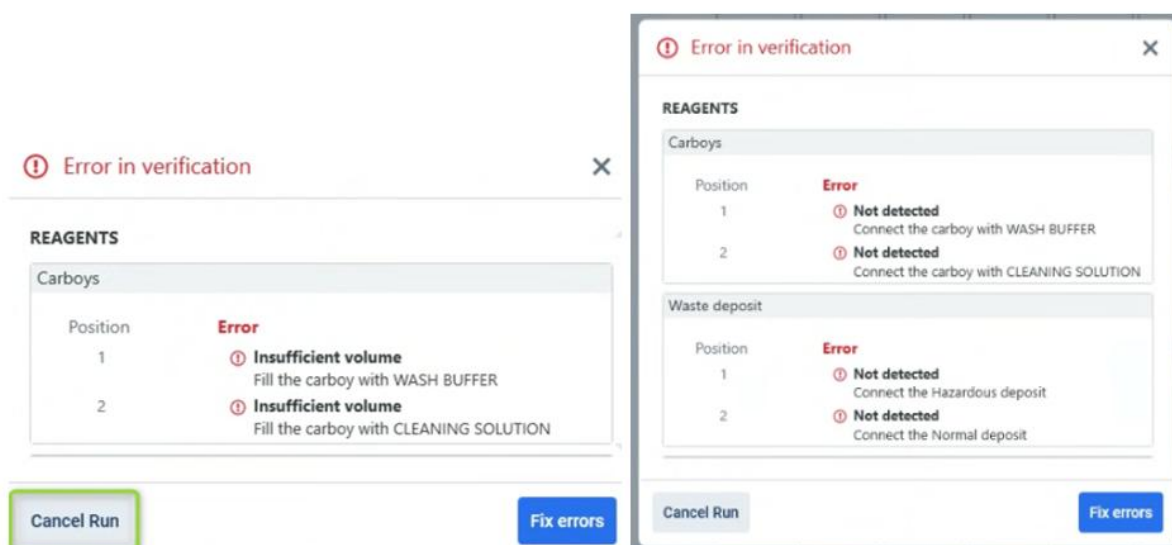 Error in verification
REAGENTS
Carboys
Position Error
1 Insufficient volume
Fill the carboy with WASH BUFFER
2 Insufficient volume
Fill the carboy with CLEANING SOLUTION
Cancel Run Fix errors
Error in verification
REAGENTS
Carboys
Position Error
1 Not detected
Connect the carboy with WASH BUFFER
2 Not detected
Connect the carboy with CLEANING SOLUTION
Waste deposit
Position Error
1 Not detected
Connect the Hazardous deposit
2 Not detected
Connect the Normal deposit
Cancel Run Fix errors